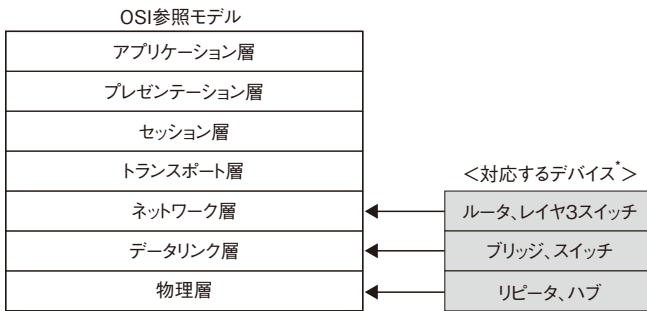 OSI参照モデル
アプリケーション層
プレゼンテーション層
セッション層
トランスポート層
ネットワーク層
データリンク層
物理層
＜対応するデバイス*＞
ルータ、レイヤ3スイッチ
ブリッジ、スイッチ
リピータ、ハブ